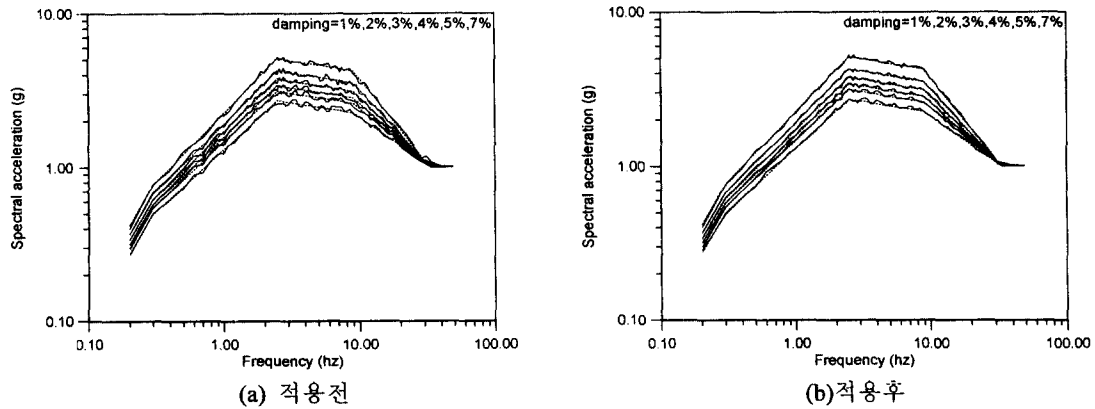 damping=1%,2%,3%,4%,5%,7%
10.00
1.00
0.10
Spectral acceleration (g)
0.10 1.00 10.00 100.00
Frequency (hz)
(a) 적용전
damping=1%,2%,3%,4%,5%,7%
10.00
1.00
0.10
Spectral acceleration (g)
0.10 1.00 10.00 100.00
Frequency (hz)
(b)적용후